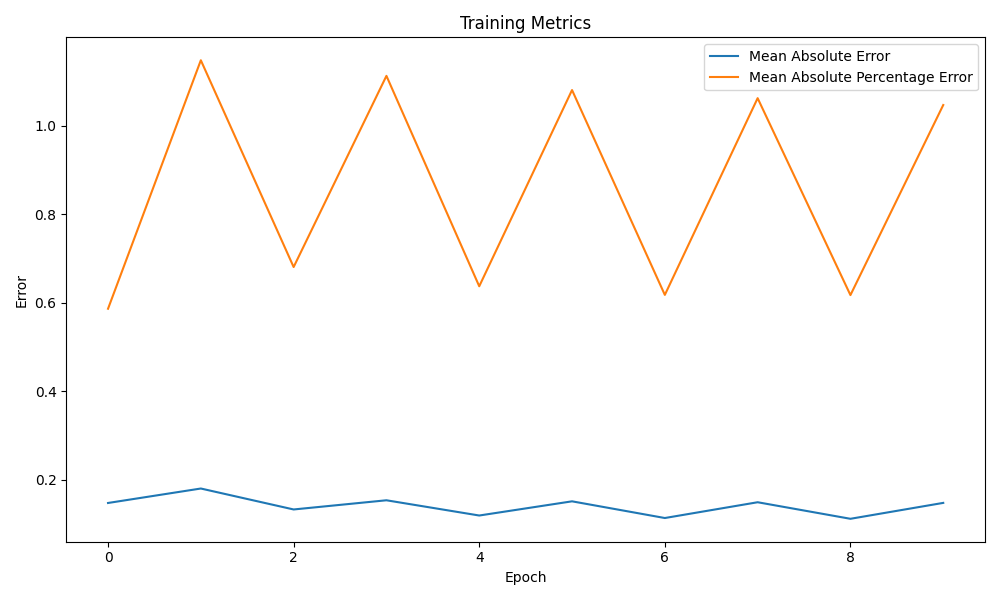 Training Metrics
Mean Absolute Error
Mean Absolute Percentage Error
Error
1.0
0.8
0.6
0.4
0.2
0 2 4 6 8
Epoch